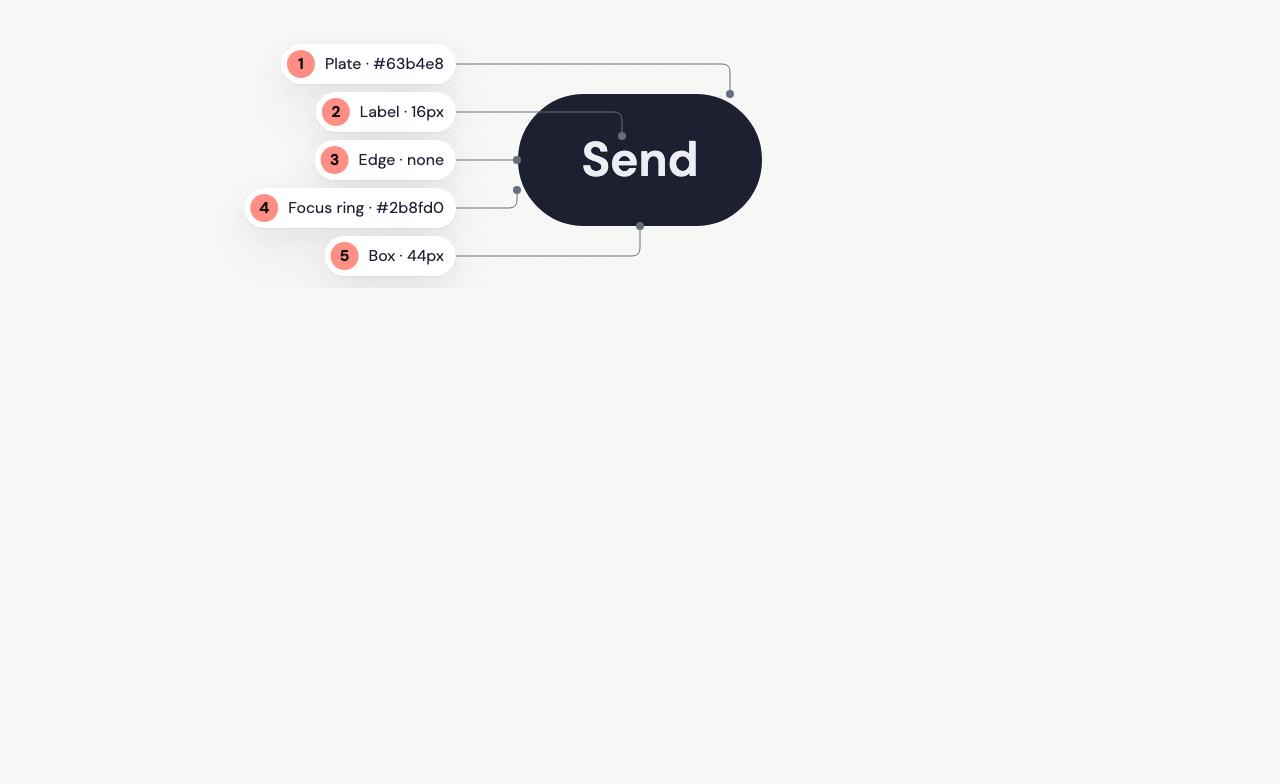 1 Plate · #63b4e8
2 Label · 16px
3 Edge · none
4 Focus ring · #2b8fd0
5 Box · 44px
Send